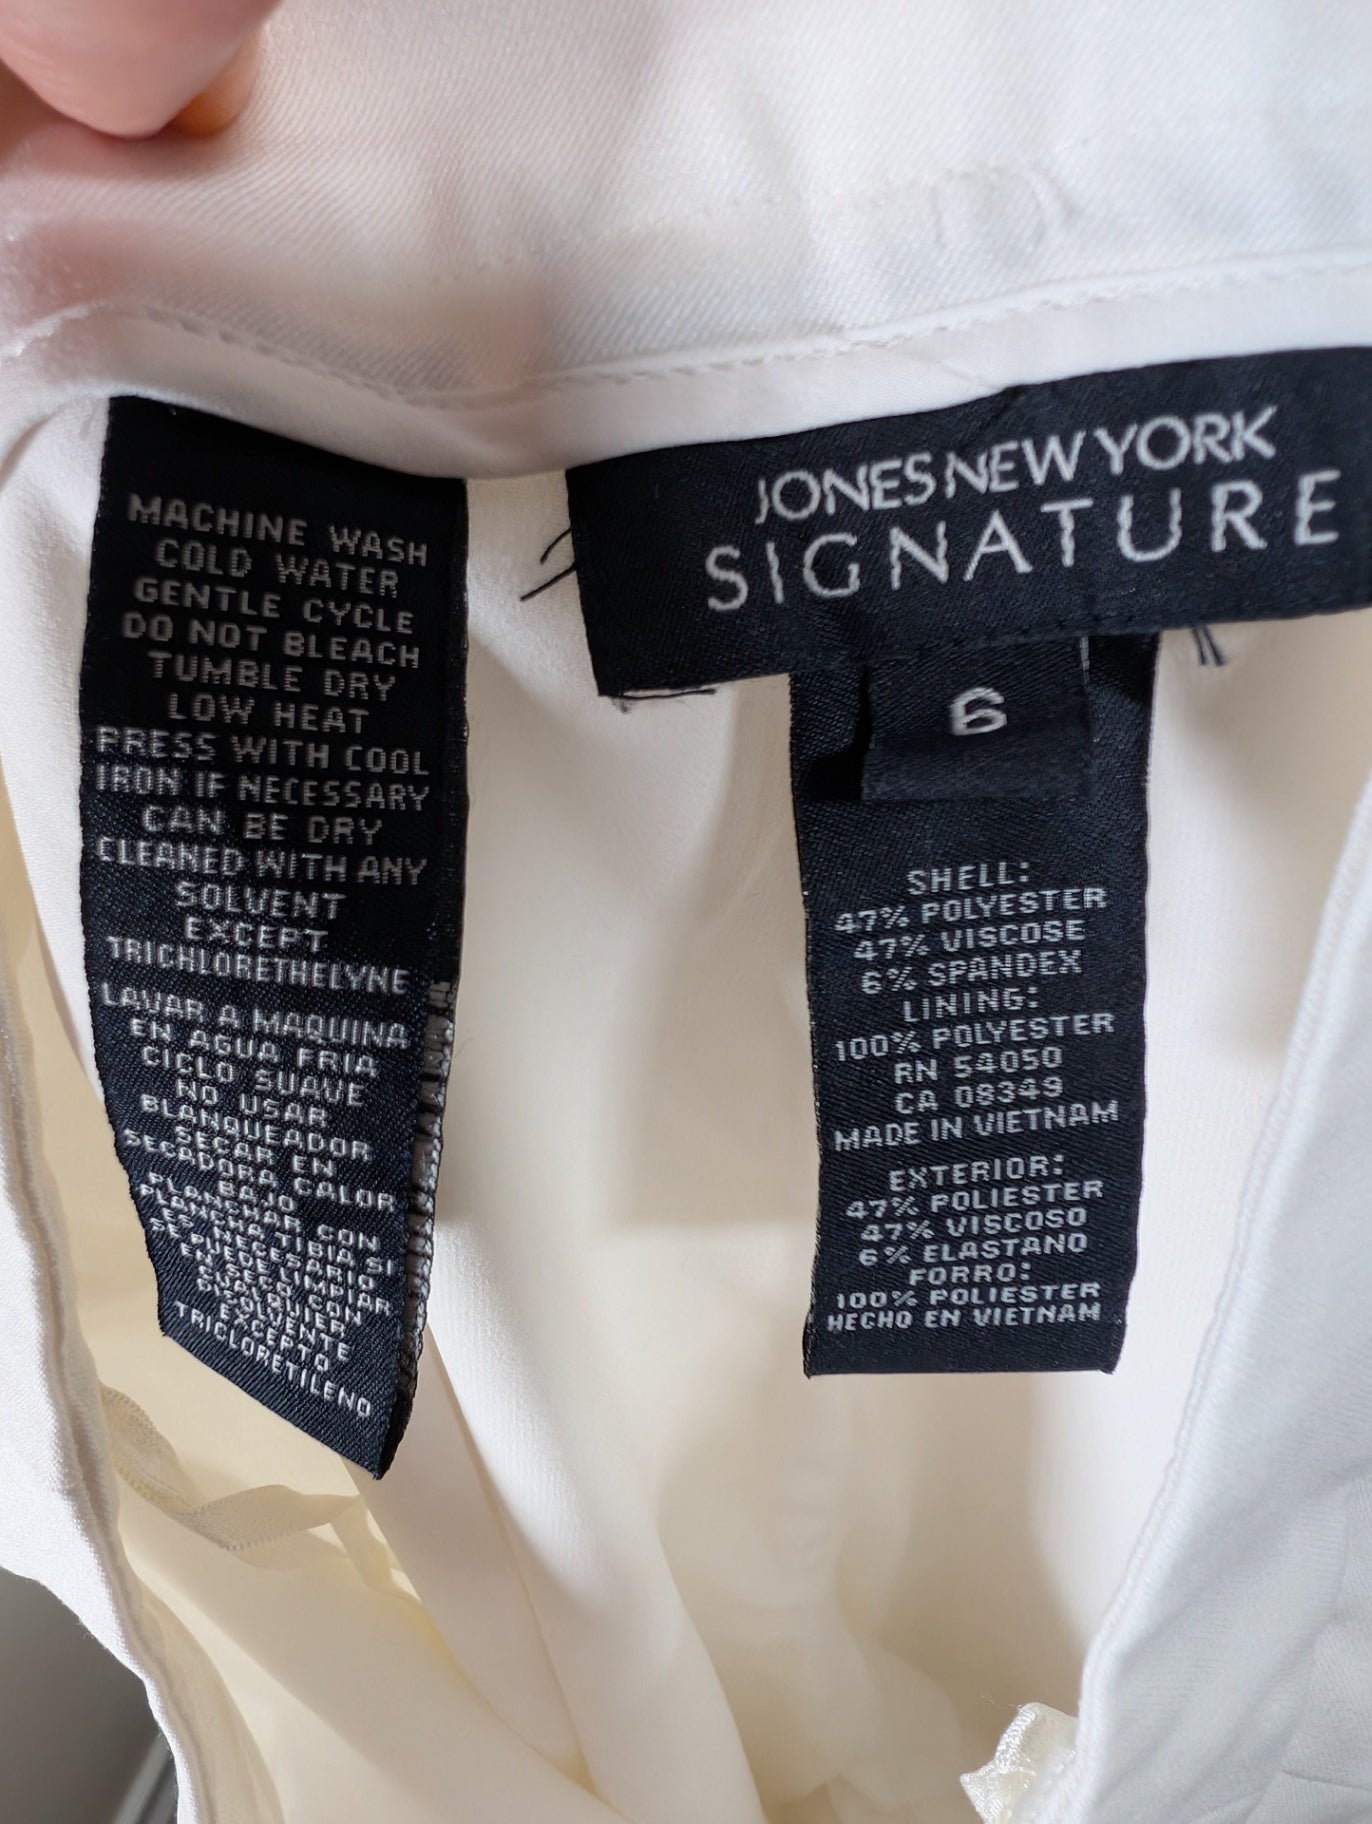 MACHINE WASH
COLD WATER
GENTLE CYCLE
DO NOT BLEACH
TUMBLE DRY
LOW HEAT
PRESS WITH COOL
IRON IF NECESSARY
CAN BE DRY
CLEANED WITH ANY
SOLVENT
EXCEPT
TRICHLORETHELYNE
LAVAR A MAQUINA
EN AGUA FRIA
CICLO SUAVE
NO USAR
BLANQUEADOR
SECAR EN
SECADORA CALOR
BAJO
PLANCHAR CON
PLANCHA TIBIA SI
ES NECESARIO
SE PUEDE LIMPIAR
EN SECO CON
CUALQUIER
DISOLVENTE
EXCEPTO
TRICLORETILENO
JONES NEW YORK
SIGNATURE
6
SHELL:
47% POLYESTER
47% VISCOSE
6% SPANDEX
LINING:
100% POLYESTER
RN 54050
CA 08349
MADE IN VIETNAM
EXTERIOR:
47% POLIESTER
47% VISCOSO
6% ELASTANO
FORRO:
100% POLIESTER
HECHO EN VIETNAM